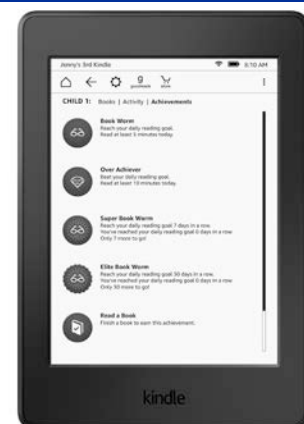 Jonny's 3rd Kindle 6:10 AM
goodreads store
CHILD 1: Books | Activity | Achievements
Book Worm
Reach your daily reading goal.
Read at least 5 minutes today.
Over Achiever
Beat your daily reading goal.
Read at least 10 minutes today.
Super Book Worm
Reach your daily reading goal 7 days in a row.
You've reached your daily reading goal 0 days in a row.
Only 7 more to go!
Elite Book Worm
Reach your daily reading goal 30 days in a row.
You've reached your daily reading goal 0 days in a row.
Only 30 more to go!
Read a Book
Finish a book to earn this achievement.
kindle